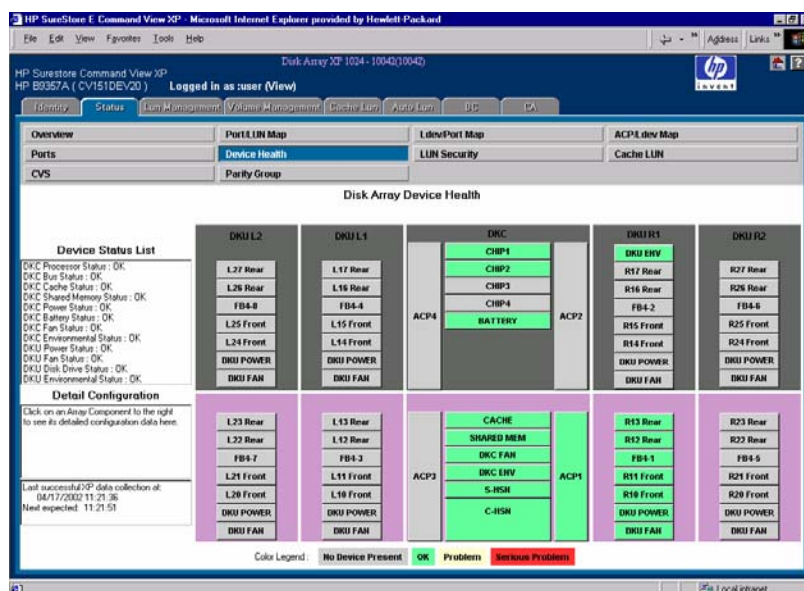 HP SureStore E Command View XP - Microsoft Internet Explorer provided by Hewlett-Packard
File Edit View Favorites Tools Help
Address Links
Disk Array XP 1024 - 10042(10042)
HP Surestore Command View XP
HP B9357A ( CV151DEV20 ) Logged in as :user (View)
hp
invent
Identity Status Lun Management Volume Management Cache Lun Auto Lun DC CA
Overview Port/LUN Map Ldev/Port Map ACP/Ldev Map
Ports Device Health LUN Security Cache LUN
CVS Parity Group
Disk Array Device Health
Device Status List
DKC Processor Status : OK
DKC Bus Status : OK
DKC Cache Status : OK
DKC Shared Memory Status : OK
DKC Power Status : OK
DKC Battery Status : OK
DKC Fan Status : OK
DKC Environmental Status : OK
DKU Power Status : OK
DKU Fan Status : OK
DKU Disk Drive Status : OK
DKU Environmental Status : OK
Detail Configuration
Click on an Array Component to the right
to see its detailed configuration data here.
Last successful XP data collection at:
04/17/2002 11:21:36
Next expected: 11:21:51
DKU L2
L27 Rear
L26 Rear
FB4-8
L25 Front
L24 Front
DKU POWER
DKU FAN
L23 Rear
L22 Rear
FB4-7
L21 Front
L20 Front
DKU POWER
DKU FAN
DKU L1
L17 Rear
L16 Rear
FB4-4
L15 Front
L14 Front
DKU POWER
DKU FAN
L13 Rear
L12 Rear
FB4-3
L11 Front
L10 Front
DKU POWER
DKU FAN
DKC
ACP4
CHIP1
CHIP2
CHIP3
CHIP4
BATTERY
ACP2
ACP3
CACHE
SHARED MEM
DKC FAN
DKC ENV
S-HSN
C-HSN
ACP1
DKU R1
DKU ENV
R17 Rear
R16 Rear
FB4-2
R15 Front
R14 Front
DKU POWER
DKU FAN
R13 Rear
R12 Rear
FB4-1
R11 Front
R10 Front
DKU POWER
DKU FAN
DKU R2
R27 Rear
R26 Rear
FB4-6
R25 Front
R24 Front
DKU POWER
DKU FAN
R23 Rear
R22 Rear
FB4-5
R21 Front
R20 Front
DKU POWER
DKU FAN
Color Legend : No Device Present OK Problem Serious Problem
Local intranet